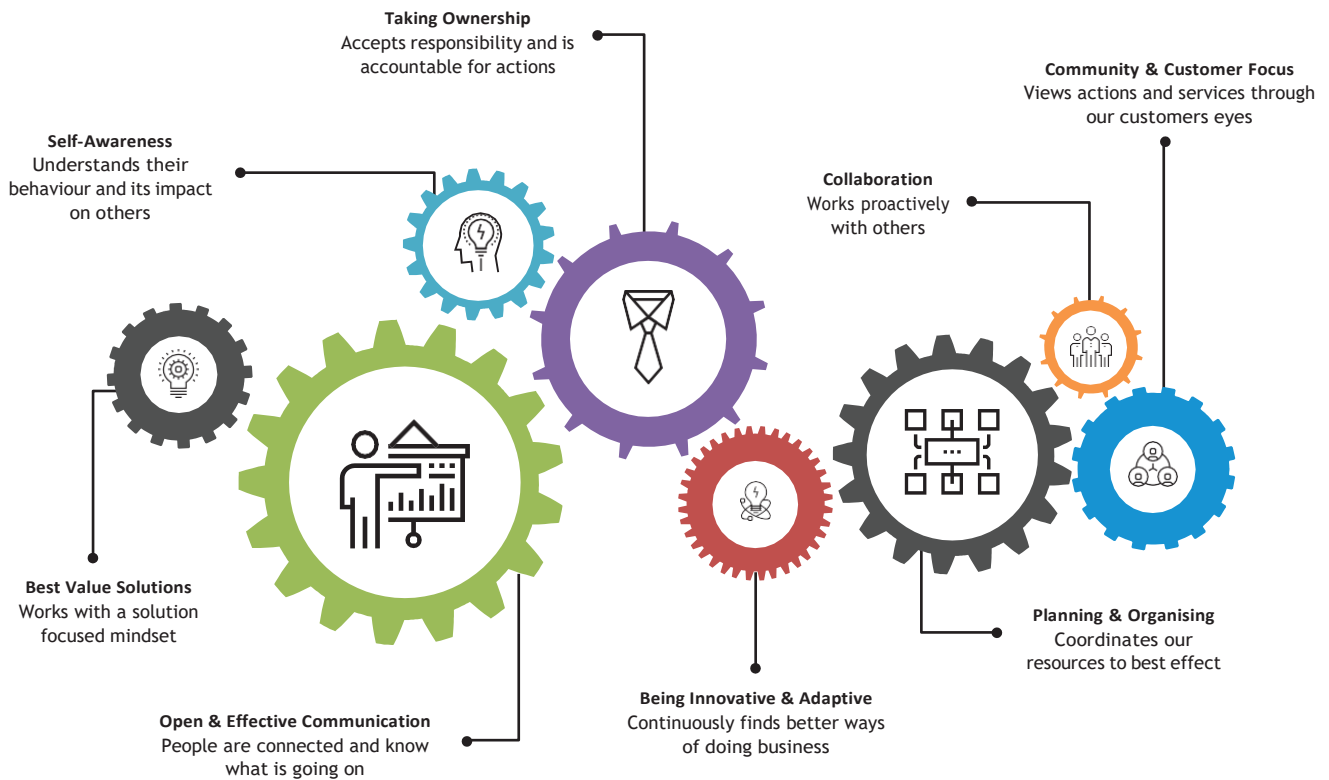 Taking Ownership
Accepts responsibility and is
accountable for actions
Community & Customer Focus
Views actions and services through
our customers eyes
Self-Awareness
Understands their
behaviour and its impact
on others
Collaboration
Works proactively
with others
Best Value Solutions
Works with a solution
focused mindset
Planning & Organising
Coordinates our
resources to best effect
Being Innovative & Adaptive
Continuously finds better ways
of doing business
Open & Effective Communication
People are connected and know
what is going on